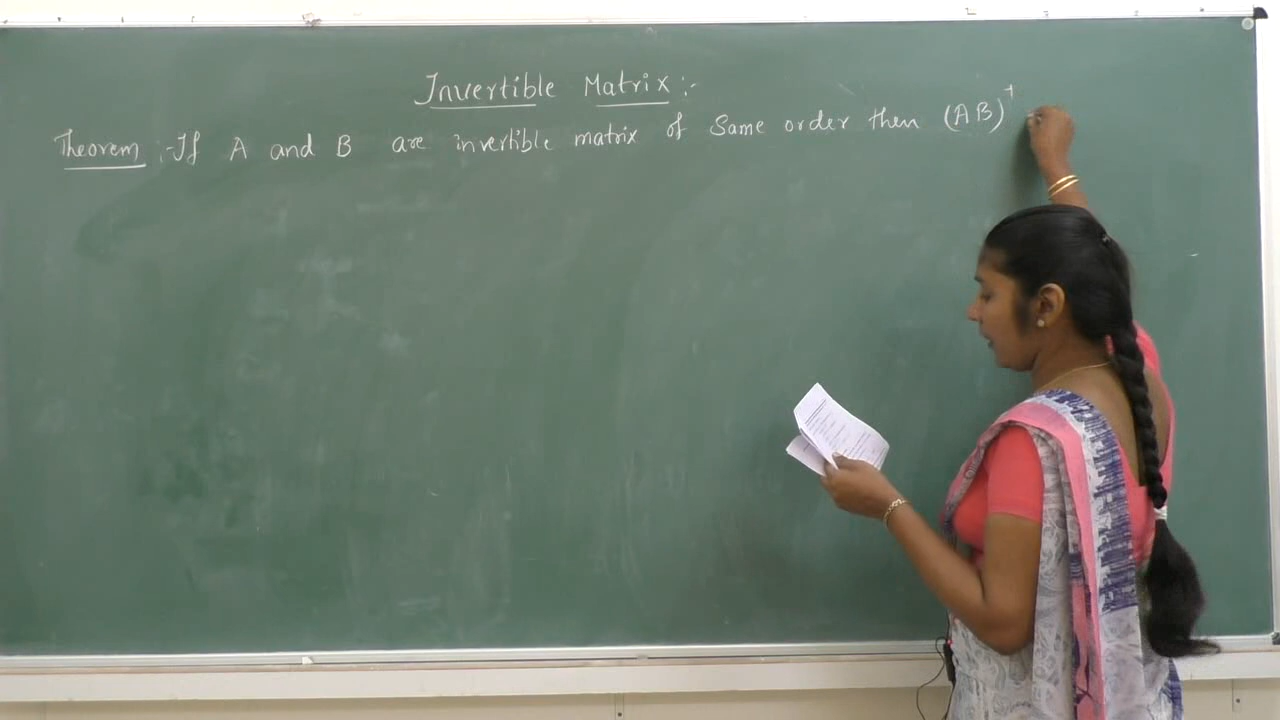 Invertible Matrix :-
Theorem :- If A and B are invertible matrix of Same order then (AB)⁻¹